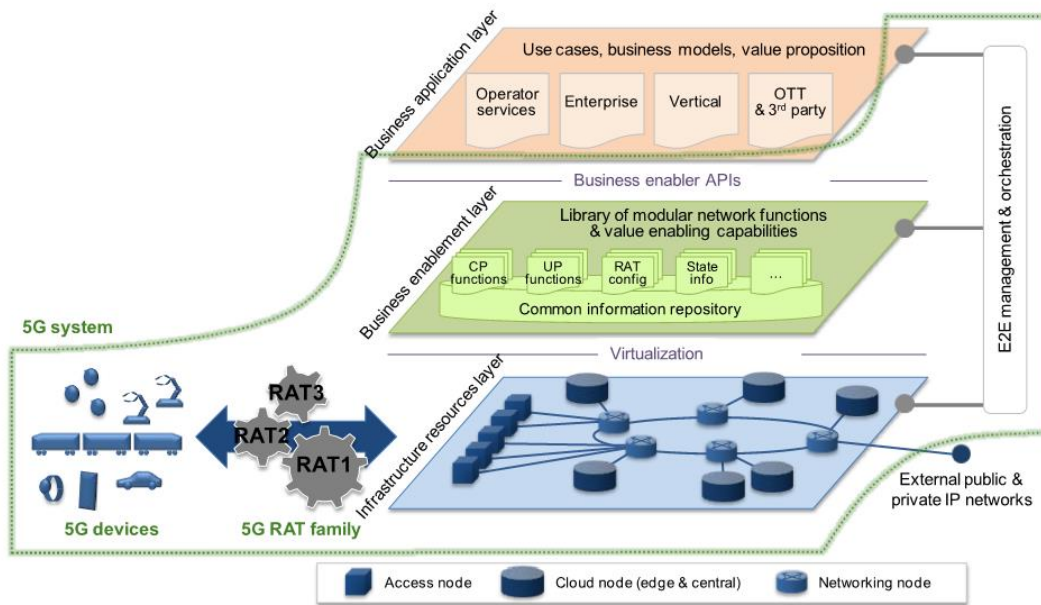 Business application layer
Use cases, business models, value proposition
Operator
services
Enterprise
Vertical
OTT
& 3rd party
Business enabler APIs
Business enablement layer
Library of modular network functions
& value enabling capabilities
CP
functions
UP
functions
RAT
config
State
info
...
Common information repository
E2E management & orchestration
5G system
Virtualization
Infrastructure resources layer
RAT3
RAT2
RAT1
5G devices
5G RAT family
External public &
private IP networks
Access node
Cloud node (edge & central)
Networking node